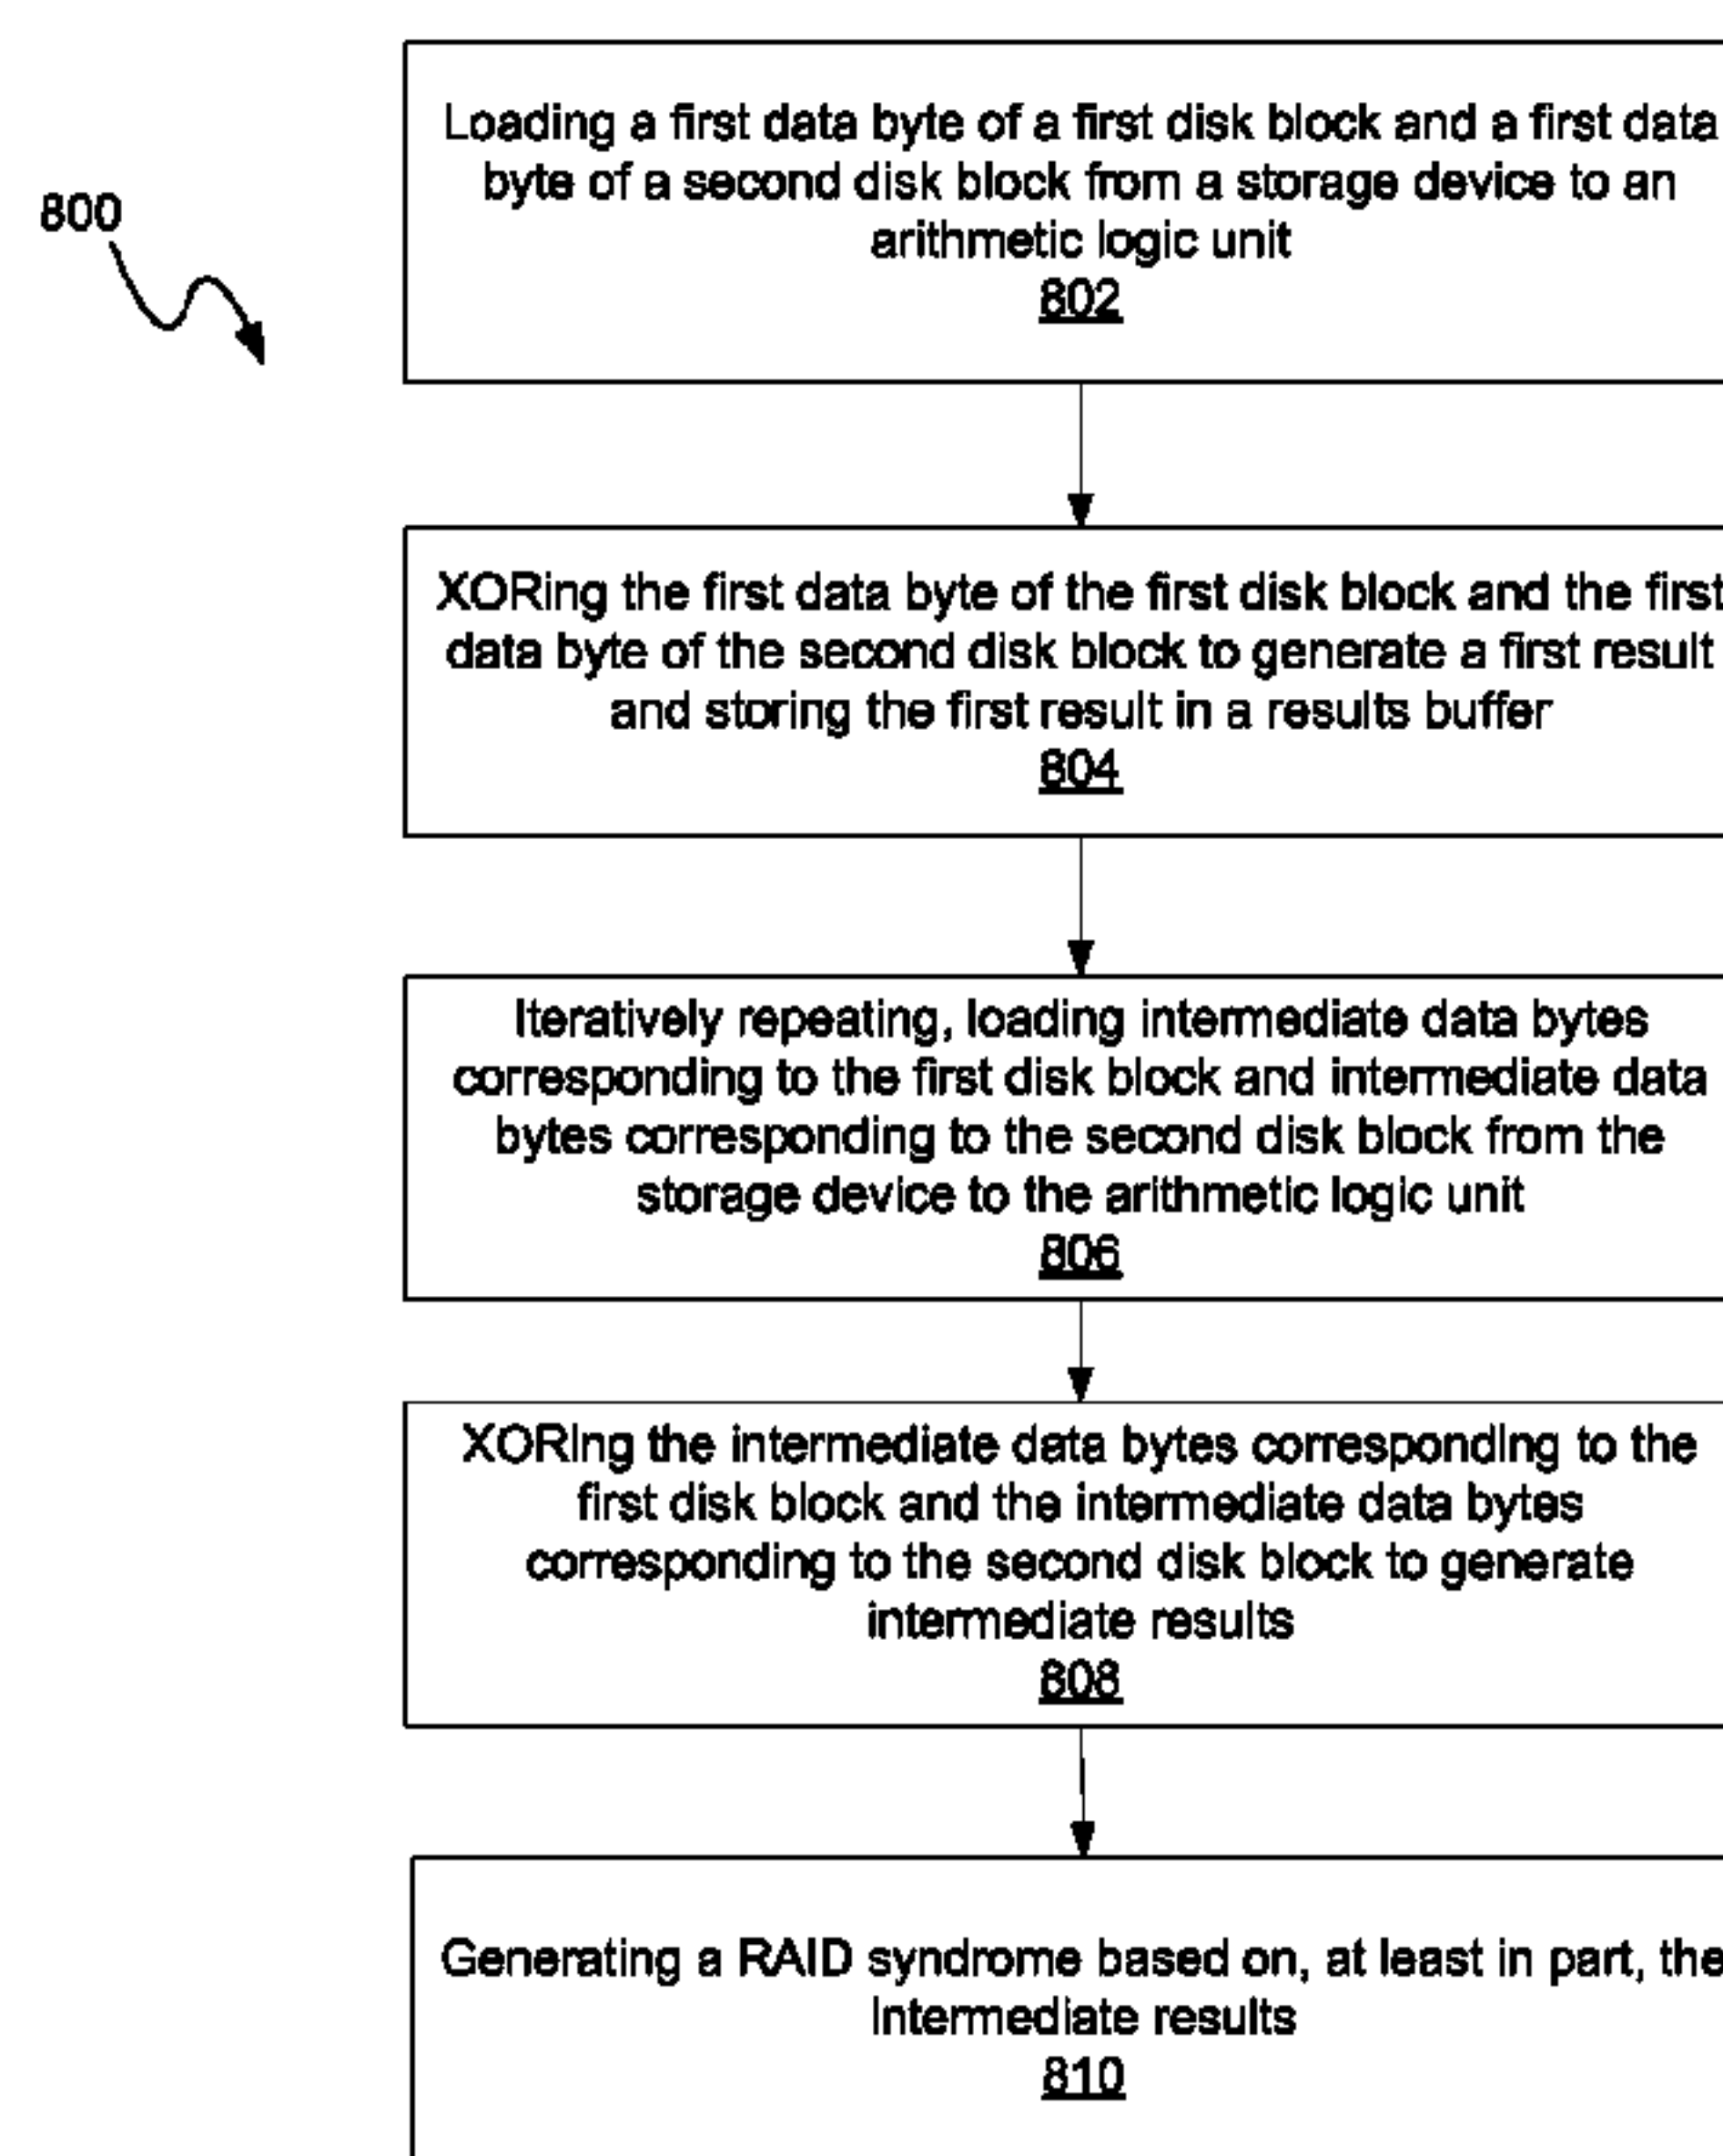 Loading a first data byte of a first disk block and a first data
byte of a second disk block from a storage device to an
arithmetic logic unit
802
800
XORing the first data byte of the first disk block and the first
data byte of the second disk block to generate a first result
and storing the first result in a results buffer
804
Iteratively repeating, loading intermediate data bytes
corresponding to the first disk block and intermediate data
bytes corresponding to the second disk block from the
storage device to the arithmetic logic unit
806
XORing the intermediate data bytes corresponding to the
first disk block and the intermediate data bytes
corresponding to the second disk block to generate
intermediate results
808
Generating a RAID syndrome based on, at least in part, the
intermediate results
810